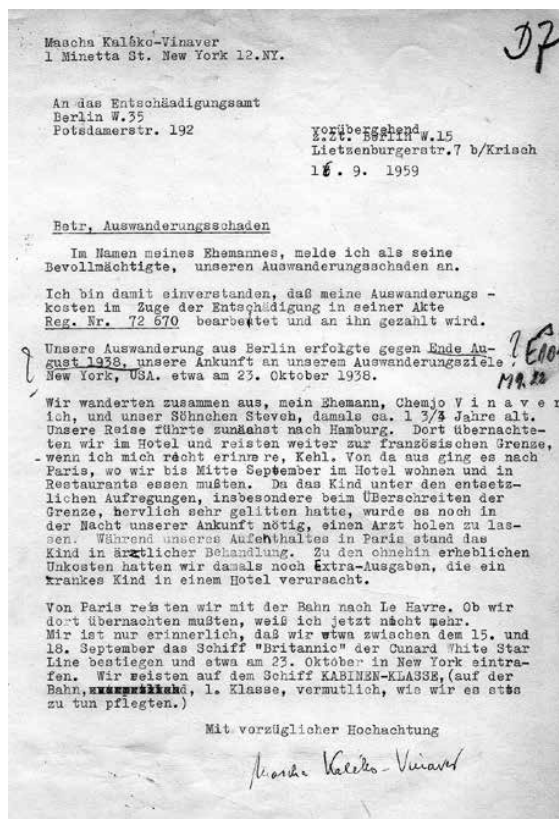 D7
Mascha Kaléko-Vinaver
1 Minetta St. New York 12.NY.
An das Entschäadigungsamt
Berlin W.35
Potsdamerstr. 192
vorübergehend
z.Zt. Berlin W.15
Lietzenburgerstr.7 b/Krisch
9. 1959
Betr, Auswanderungsschaden
Im Namen meines Ehemannes, melde ich als seine
Bevollmächtigte, unseren Auswanderungsschaden an.
Ich bin damit einverstanden, daß meine Auswanderungs -
kosten im Zuge der Entschädigung in seiner Akte
Reg. Nr. 72 670 bearbeitet und an ihn gezahlt wird.
Unsere Auswanderung aus Berlin erfolgte gegen Ende Au-
gust 1938, unsere Ankunft an unserem Auswanderungsziele
New York, USA. etwa am 23. Oktober 1938.
Wir wanderten zusammen aus, mein Ehemann, Chemjo V i n a v e r
ich, und unser Söhnchen Steven, damals ca. 1 3/4 Jahre alt.
Unsere Reise führte zunächst nach Hamburg. Dort übernachte-
ten wir im Hotel und reisten weiter zur französischen Grenze,
wenn ich mich recht erinnere, Kehl. Von da aus ging es nach
Paris, wo wir bis Mitte September im Hotel wohnen und in
Restaurants essen mußten. Da das Kind unter den entsetz-
lichen Aufregungen, insbesondere beim Überschreiten der
Grenze, nervlich sehr gelitten hatte, wurde es noch in
der Nacht unserer Ankunft nötig, einen Arzt holen zu las-
sen. Während unseres Aufenthaltes in Paris stand das
Kind in ärztlicher Behandlung. Zu den ohnehin erheblichen
Unkosten hatten wir damals noch Extra-Ausgaben, die ein
krankes Kind in einem Hotel verursacht.
Von Paris reisten wir mit der Bahn nach Le Havre. Ob wir
dort übernachten mußten, weiß ich jetzt nicht mehr.
Mir ist nur erinnerlich, daß wir etwa zwischen dem 15. und
18. September das Schiff "Britannic" der Cunard White Star
Line bestiegen und etwa am 23. Oktober in New York eintra-
fen. Wir reisten auf dem Schiff KABINEN-KLASSE, (auf der
Bahn, 1. Klasse, vermutlich, wie wir es stets
zu tun pflegten.)
Mit vorzüglicher Hochachtung
Mascha Kaléko-Vinaver